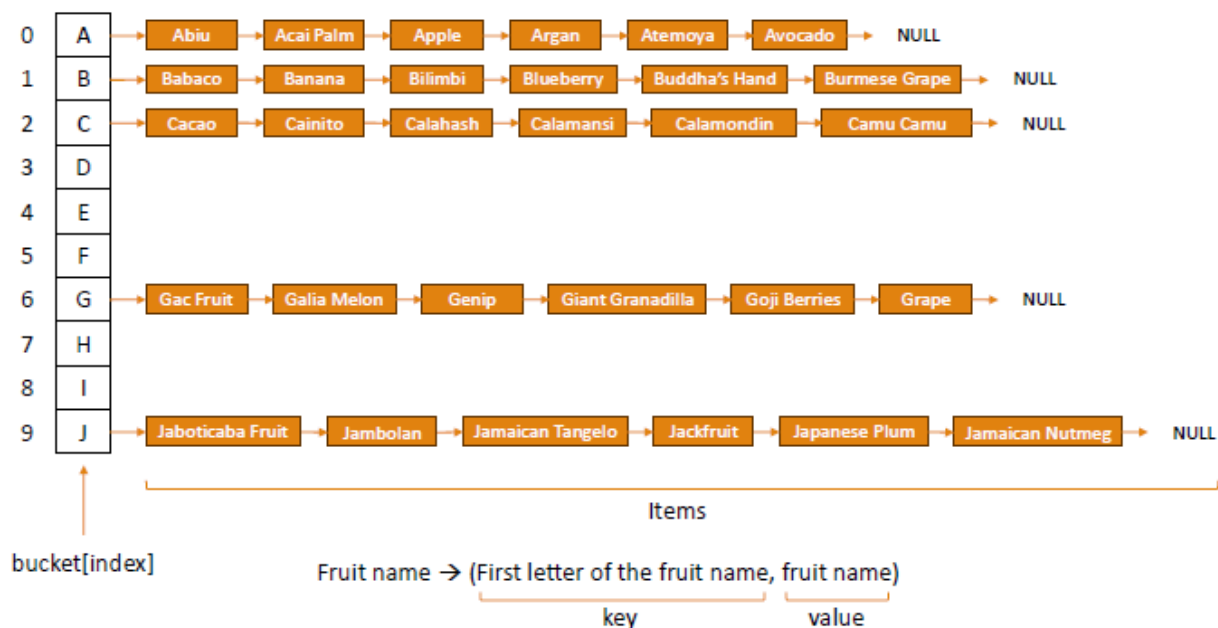 0 A Abiu Acai Palm Apple Argan Atemoya Avocado NULL
1 B Babaco Banana Bilimbi Blueberry Buddha's Hand Burmese Grape NULL
2 C Cacao Cainito Calahash Calamansi Calamondin Camu Camu NULL
3 D
4 E
5 F
6 G Gac Fruit Galia Melon Genip Giant Granadilla Goji Berries Grape NULL
7 H
8 I
9 J Jaboticaba Fruit Jambolan Jamaican Tangelo Jackfruit Japanese Plum Jamaican Nutmeg NULL
Items
bucket[index]
Fruit name → (First letter of the fruit name, fruit name)
key value